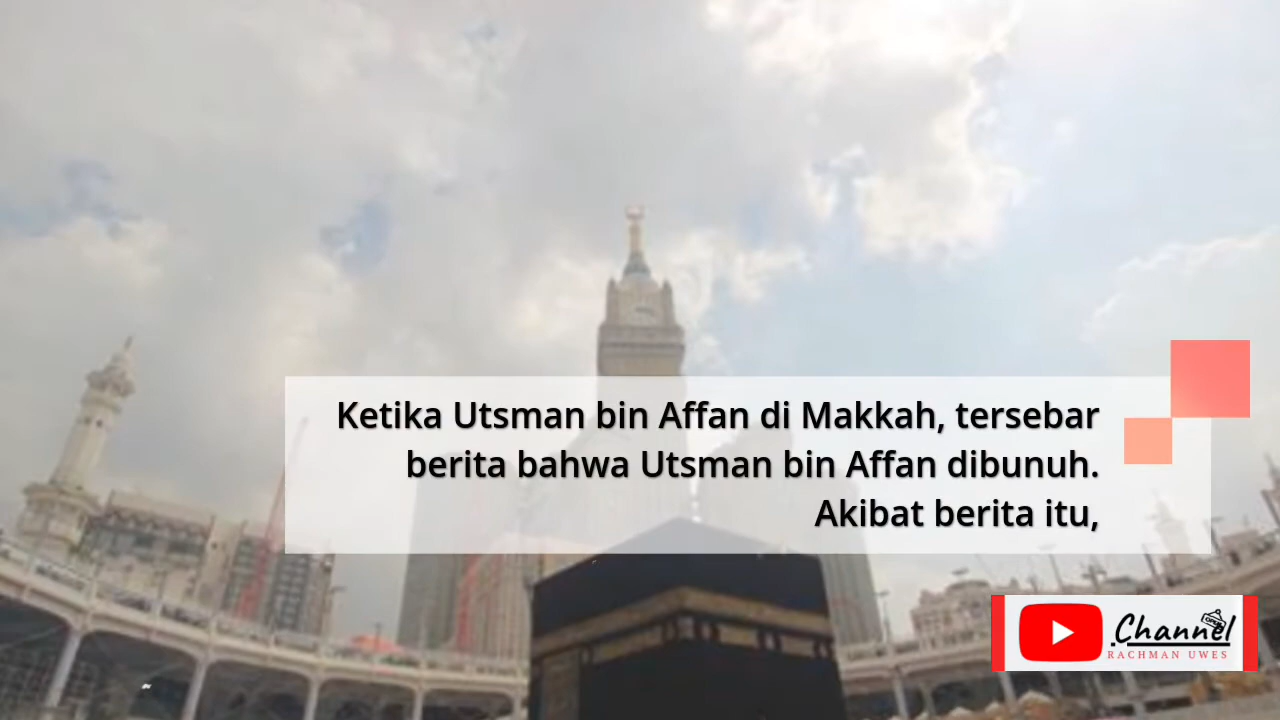 Ketika Utsman bin Affan di Makkah, tersebar
berita bahwa Utsman bin Affan dibunuh.
Akibat berita itu,
OPEN
Channel
RACHMAN UWES